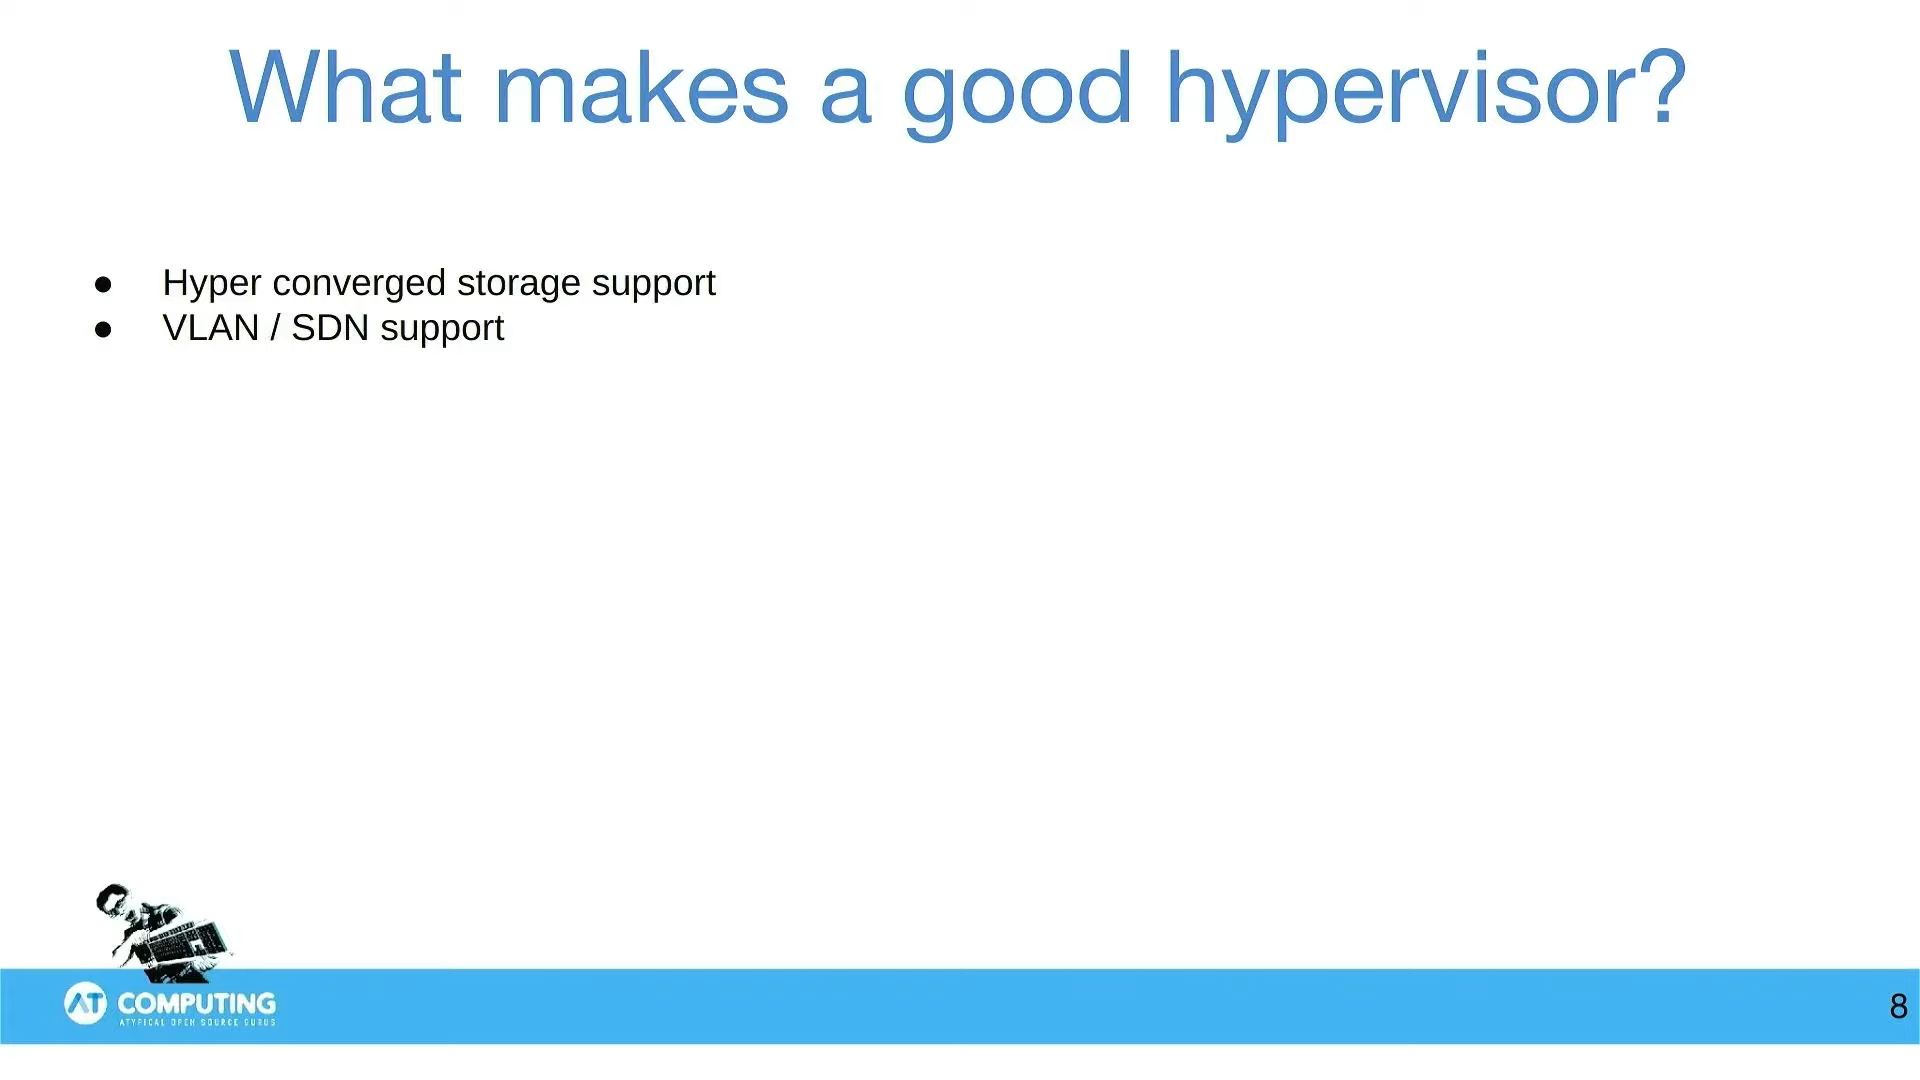 What makes a good hypervisor?
● Hyper converged storage support
● VLAN / SDN support
AT COMPUTING
ATYPICAL OPEN SOURCE GURUS
8